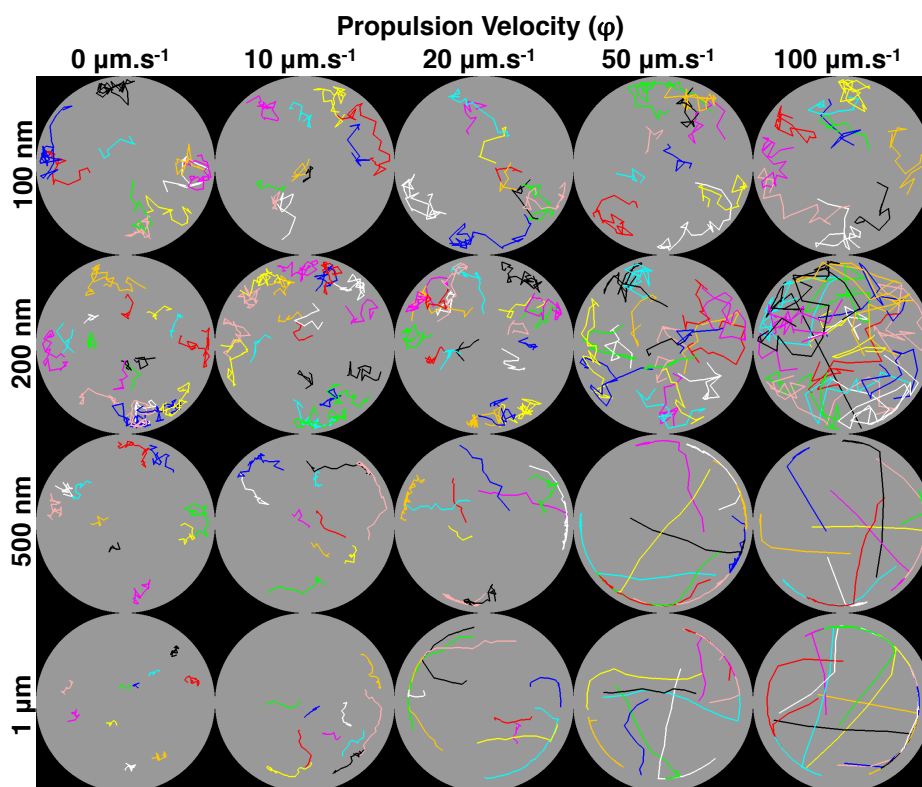 Propulsion Velocity (φ)
0 µm.s⁻¹ 10 µm.s⁻¹ 20 µm.s⁻¹ 50 µm.s⁻¹ 100 µm.s⁻¹
100 nm
200 nm
500 nm
1 µm